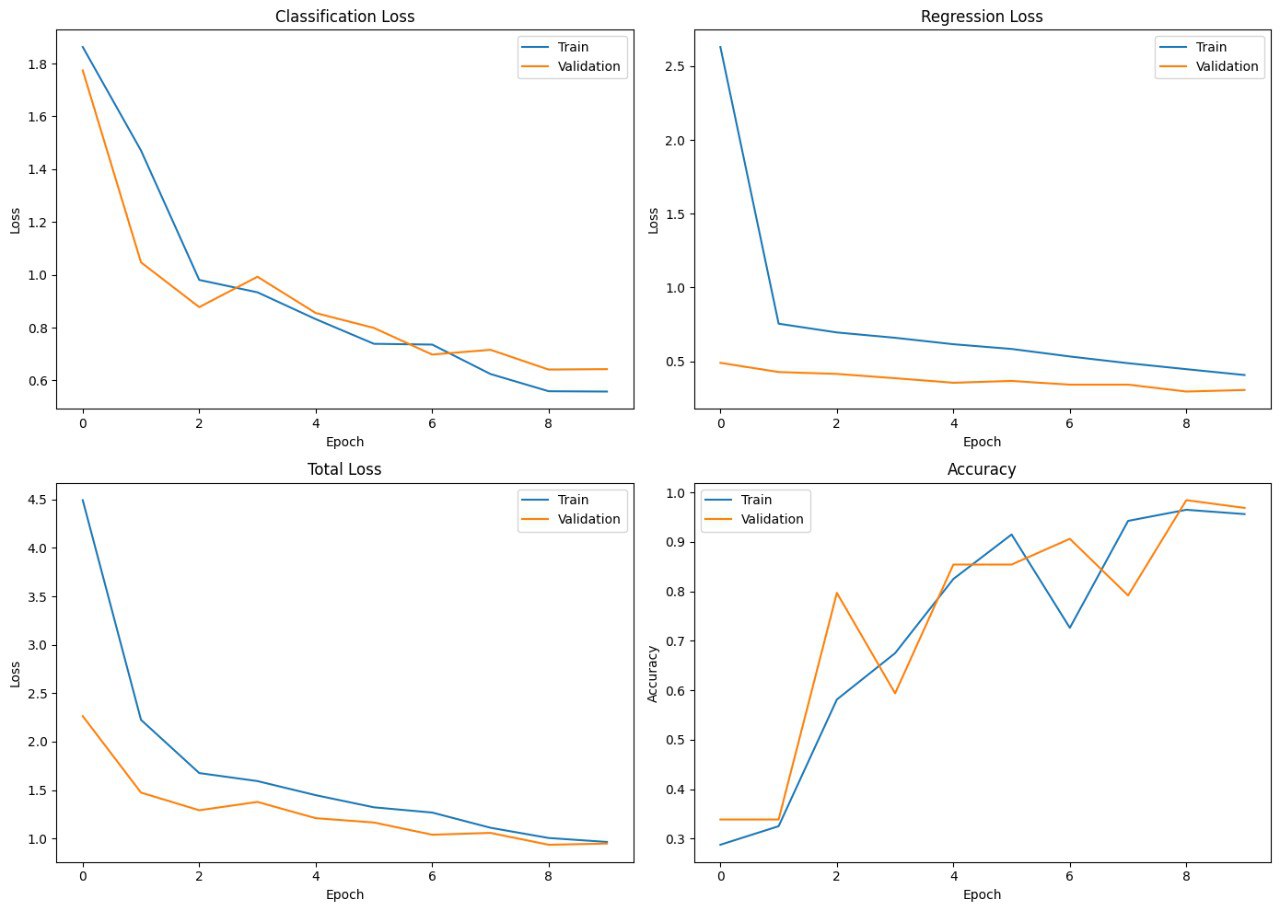 Classification Loss
Train
Validation
1.8
1.6
1.4
1.2
1.0
0.8
0.6
Loss
0 2 4 6 8
Epoch
Regression Loss
Train
Validation
2.5
2.0
1.5
1.0
0.5
Loss
0 2 4 6 8
Epoch
Total Loss
Train
Validation
4.5
4.0
3.5
3.0
2.5
2.0
1.5
1.0
Loss
0 2 4 6 8
Epoch
Accuracy
Train
Validation
1.0
0.9
0.8
0.7
0.6
0.5
0.4
0.3
Accuracy
0 2 4 6 8
Epoch